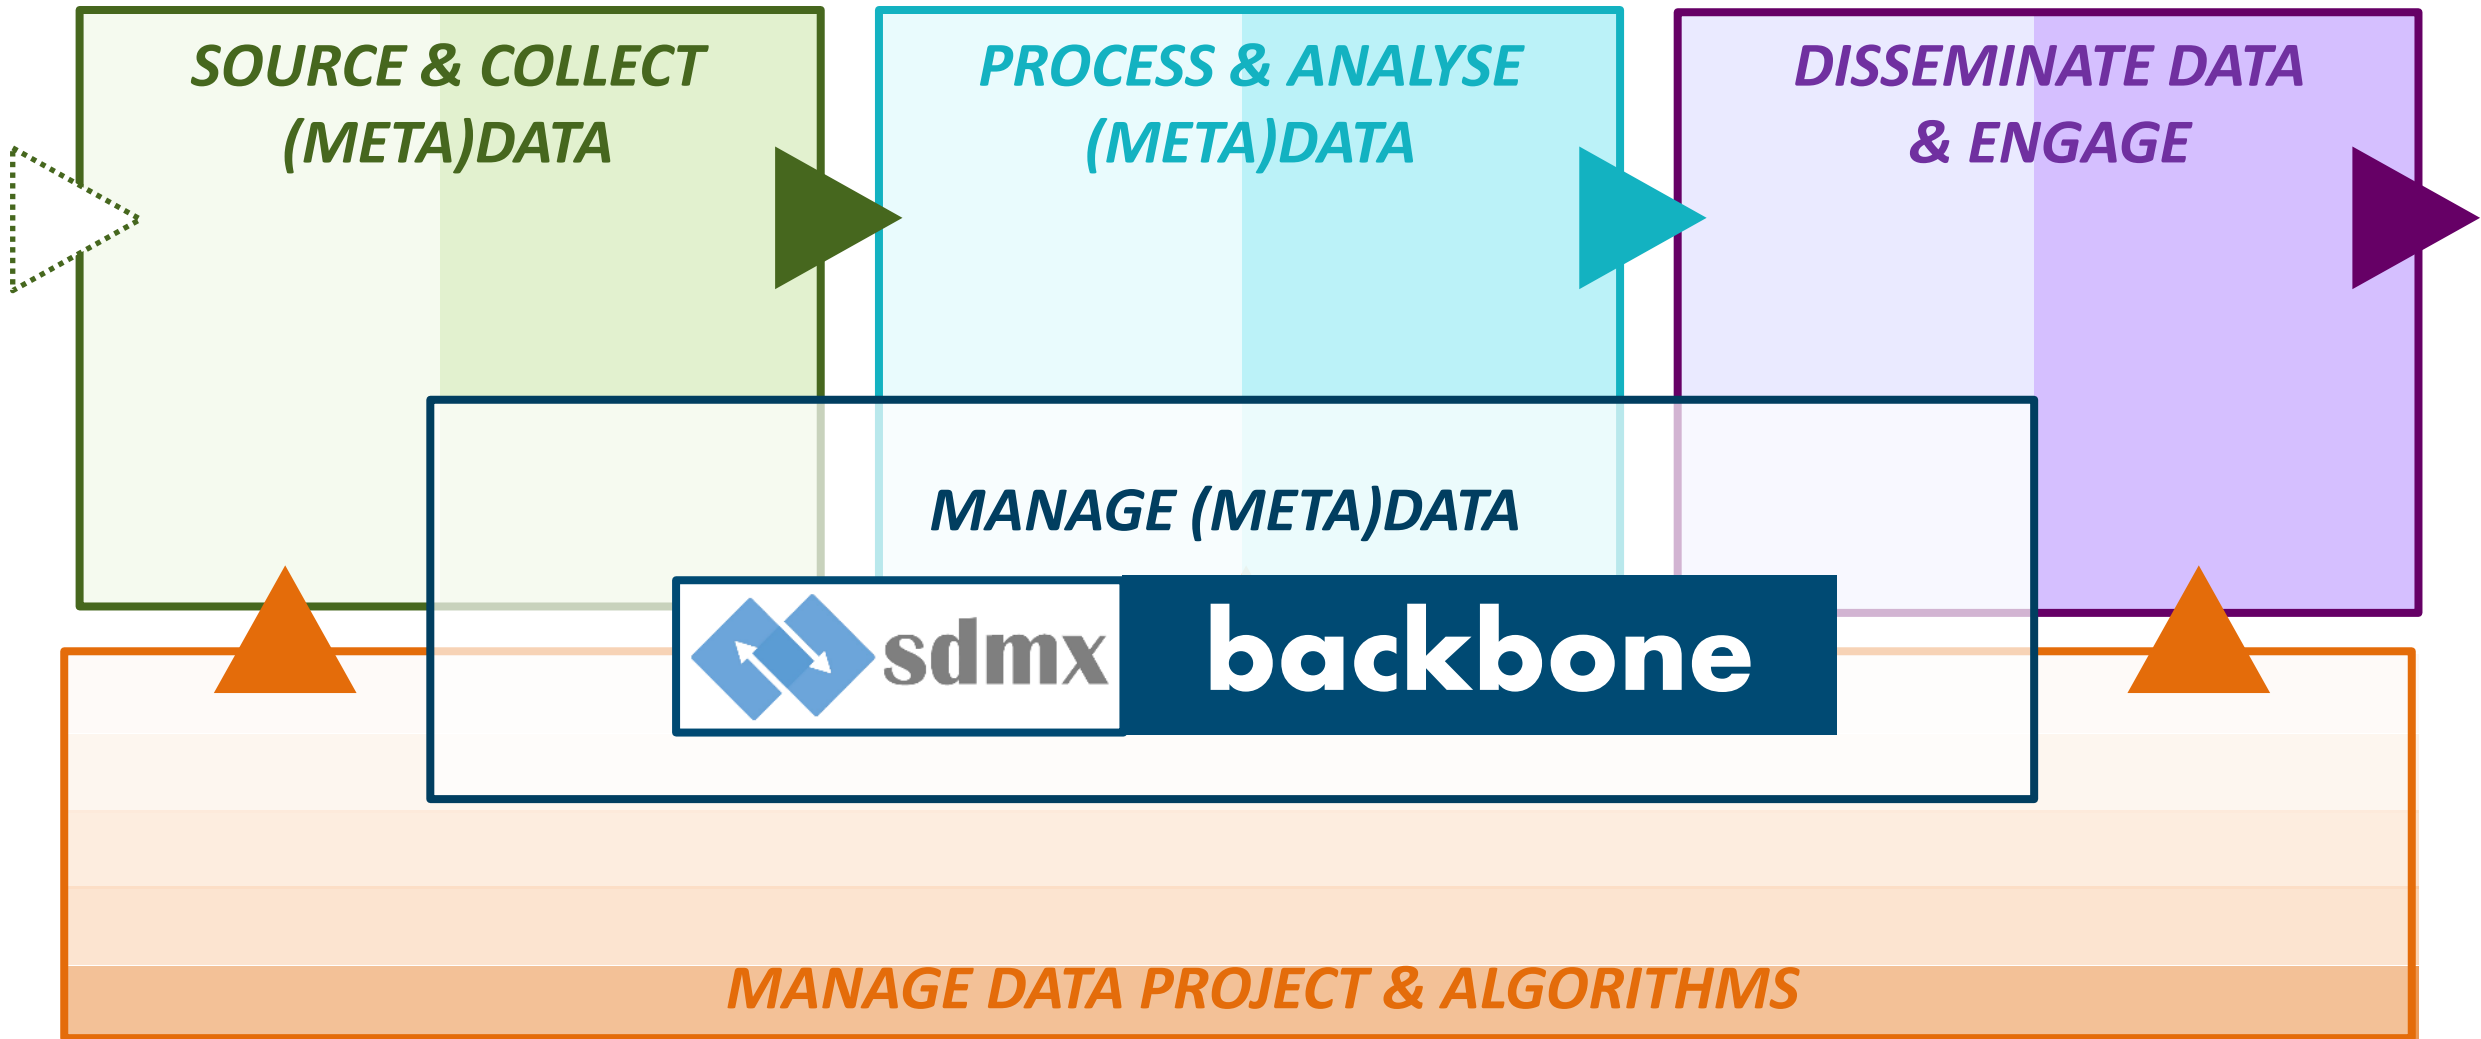 SOURCE & COLLECT
(META)DATA
PROCESS & ANALYSE
(META)DATA
DISSEMINATE DATA
& ENGAGE
MANAGE (META)DATA
sdmx backbone
MANAGE DATA PROJECT & ALGORITHMS